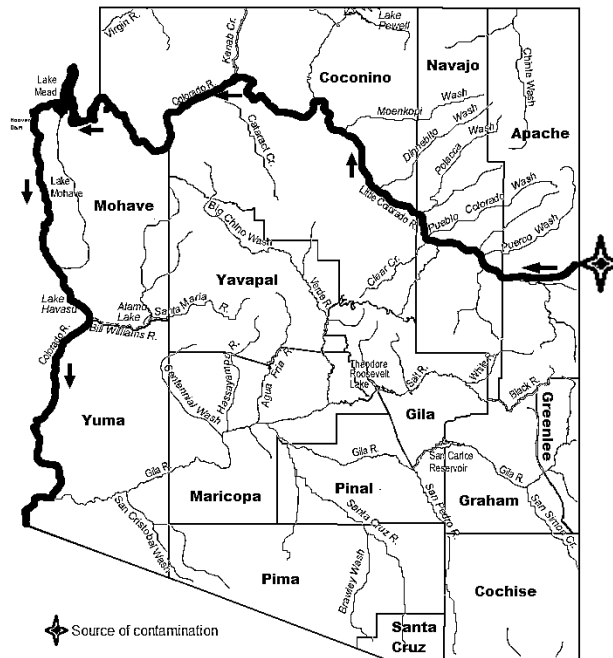 Virgin R.
Kanab Cr.
Lake
Powell
Chinle Wash
Lake
Mead
Colorado R.
Coconino
Navajo
Hoover
Dam
Moenkopi Wash
Dinnebito Wash
Polacca Wash
Apache
Cataract Cr.
Lake
Mohave
Mohave
Little Colorado R.
Pueblo Colorado Wash
Puerco Wash
Big Chino Wash
Clear Cr.
Yavapal
Verde R.
Lake
Havasu
Alamo
Lake
Santa Maria R.
Bill Williams R.
Colorado R.
Theodore
Roosevelt
Lake
Salt R.
White R.
Black R.
Centennial Wash
Hassayampa R.
Agua Fria R.
Yuma
Gila
Greenlee
San Carlos
Reservoir
Gila R.
Gila R.
Gila R.
Maricopa
Pinal
Graham
San Cristobal Wash
Santa Cruz R.
San Pedro R.
San Simon Cr.
Pima
Brawley Wash
Cochise
Santa
Cruz
Source of contamination